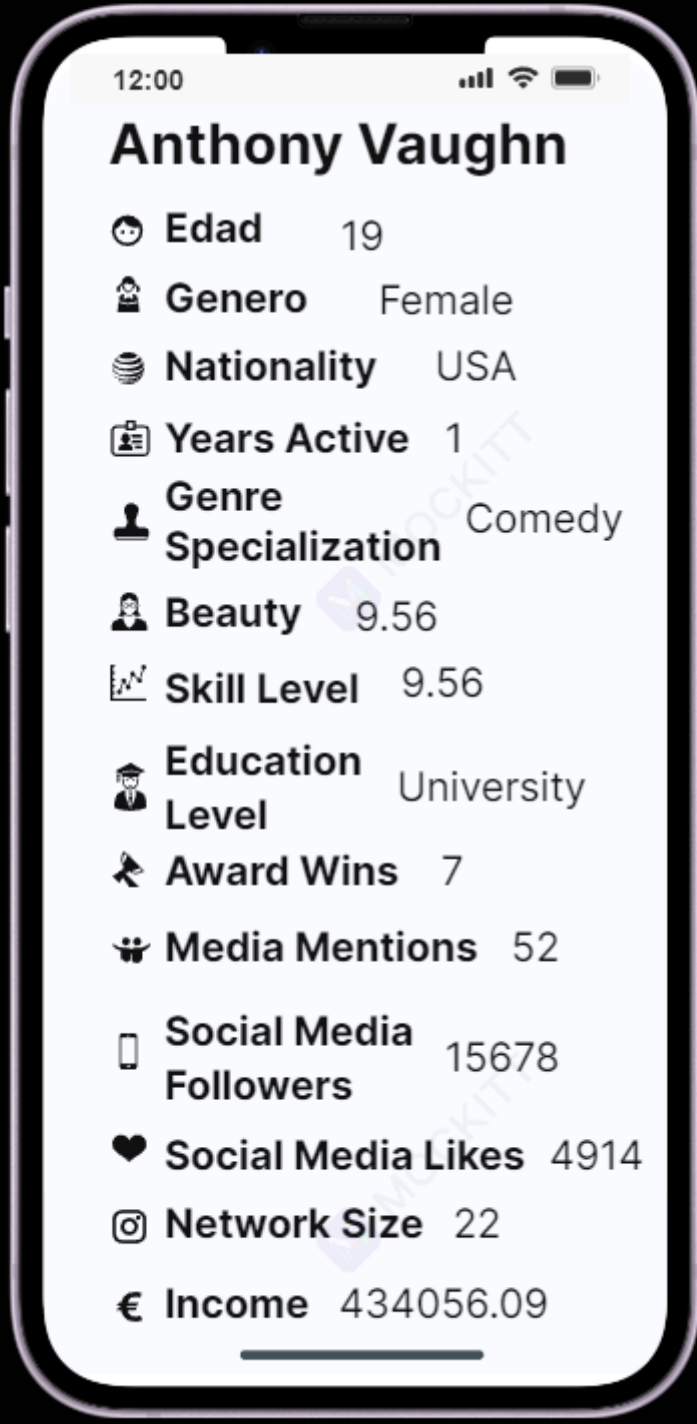 12:00
Anthony Vaughn
Edad 19
Genero Female
Nationality USA
Years Active 1
Genre
Specialization Comedy
Beauty 9.56
Skill Level 9.56
Education
Level University
Award Wins 7
Media Mentions 52
Social Media
Followers 15678
Social Media Likes 4914
Network Size 22
€ Income 434056.09
MOCKITT
MOCKITT